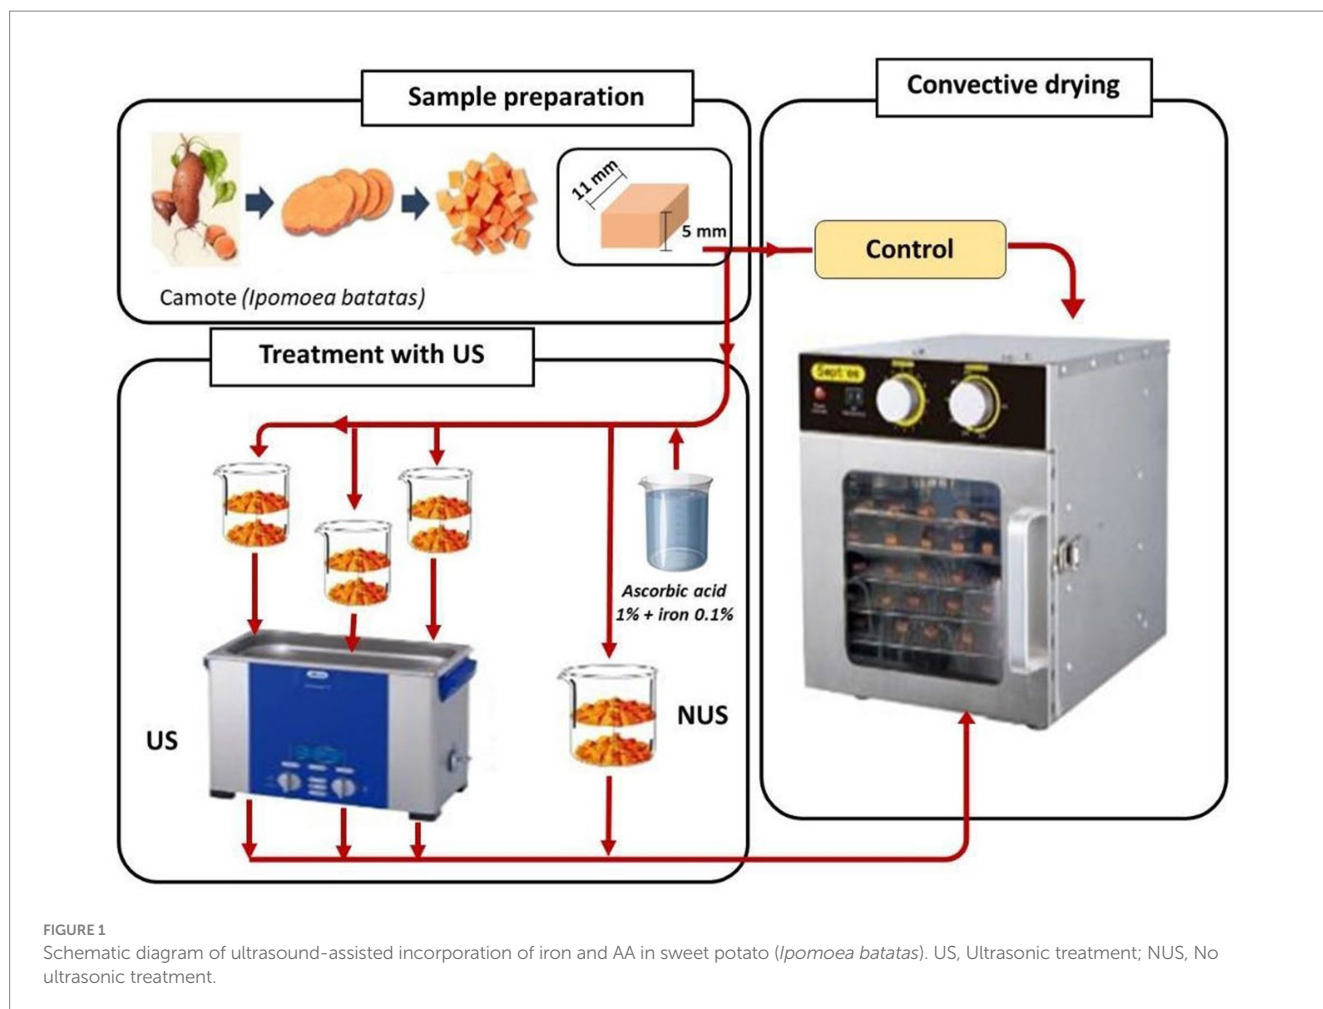 Sample preparation
Convective drying
11 mm
5 mm
Control
Camote (Ipomoea batatas)
Treatment with US
Ascorbic acid
1% + iron 0.1%
US
NUS
FIGURE 1
Schematic diagram of ultrasound-assisted incorporation of iron and AA in sweet potato (Ipomoea batatas). US, Ultrasonic treatment; NUS, No
ultrasonic treatment.